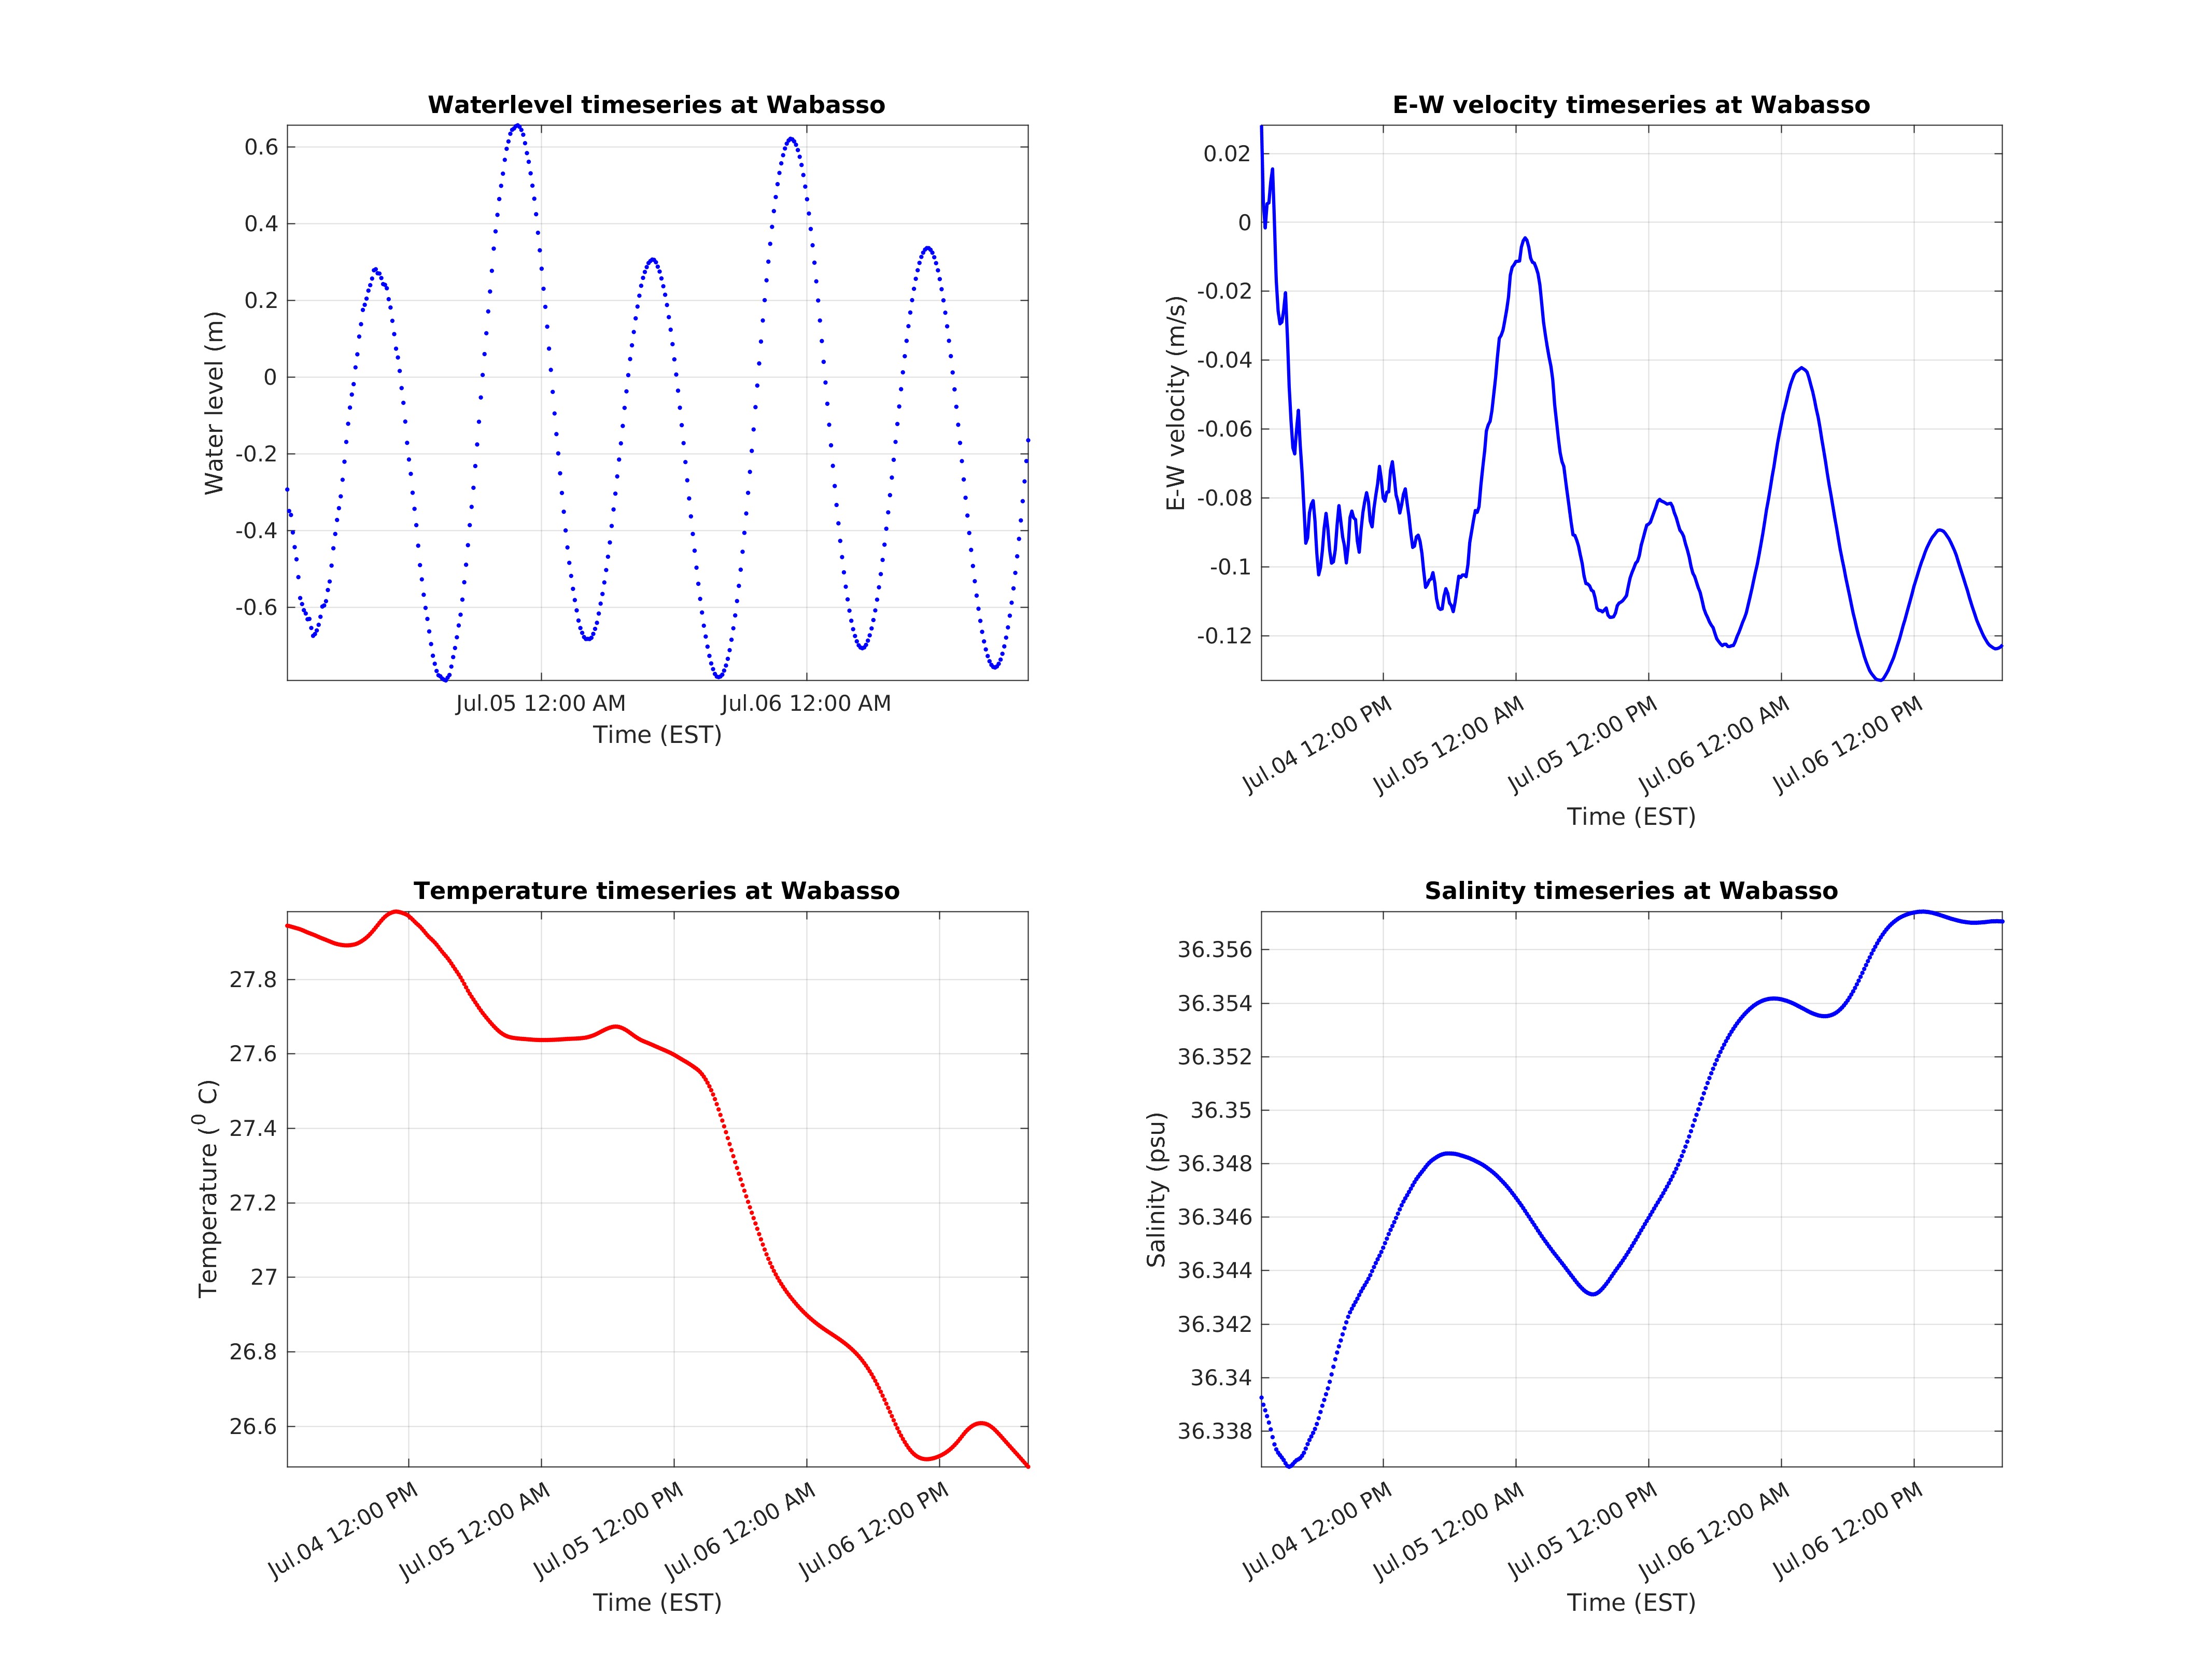 Waterlevel timeseries at Wabasso
0.6
0.4
0.2
0
-0.2
-0.4
-0.6
Water level (m)
Jul.05 12:00 AM
Jul.06 12:00 AM
Time (EST)
E-W velocity timeseries at Wabasso
0.02
0
-0.02
-0.04
-0.06
-0.08
-0.1
-0.12
E-W velocity (m/s)
Jul.04 12:00 PM
Jul.05 12:00 AM
Jul.05 12:00 PM
Jul.06 12:00 AM
Jul.06 12:00 PM
Time (EST)
Temperature timeseries at Wabasso
27.8
27.6
27.4
27.2
27
26.8
26.6
Temperature (⁰ C)
Jul.04 12:00 PM
Jul.05 12:00 AM
Jul.05 12:00 PM
Jul.06 12:00 AM
Jul.06 12:00 PM
Time (EST)
Salinity timeseries at Wabasso
36.356
36.354
36.352
36.35
36.348
36.346
36.344
36.342
36.34
36.338
Salinity (psu)
Jul.04 12:00 PM
Jul.05 12:00 AM
Jul.05 12:00 PM
Jul.06 12:00 AM
Jul.06 12:00 PM
Time (EST)